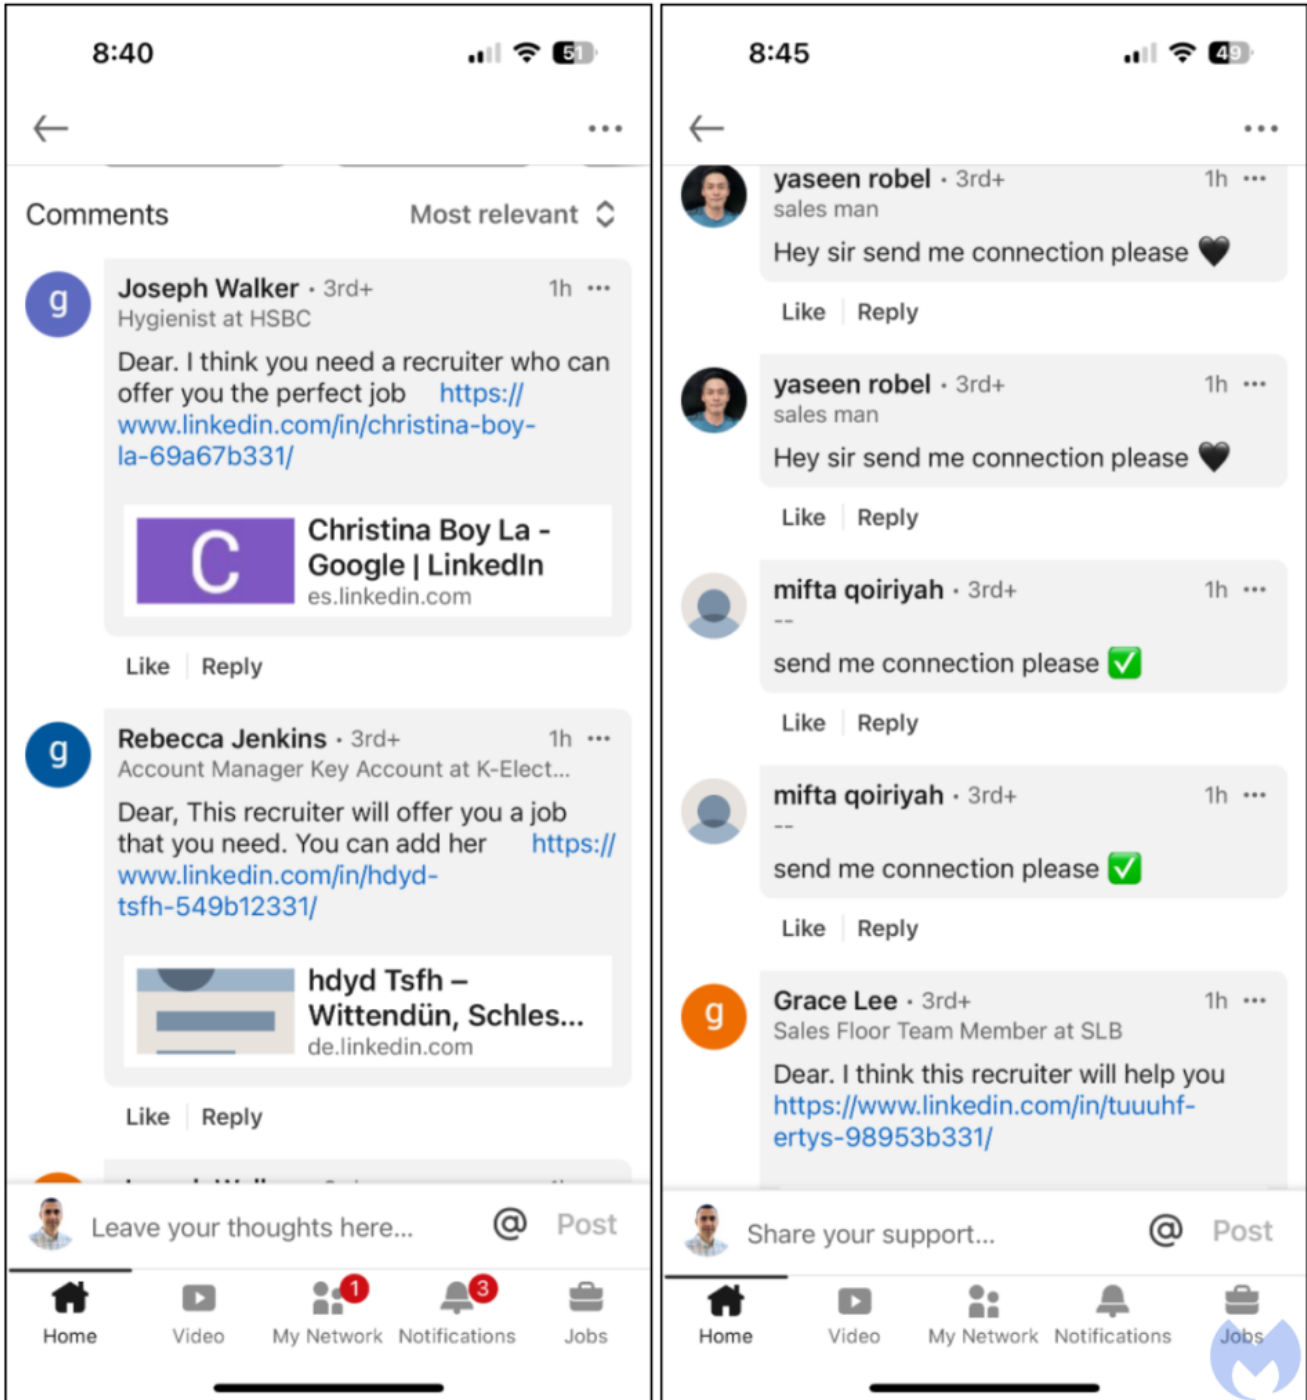 8:40
51
Comments
Most relevant
g
Joseph Walker • 3rd+
1h
Hygienist at HSBC
Dear. I think you need a recruiter who can
offer you the perfect job https://
www.linkedin.com/in/christina-boy-
la-69a67b331/
C
Christina Boy La -
Google | LinkedIn
es.linkedin.com
Like
Reply
g
Rebecca Jenkins • 3rd+
1h
Account Manager Key Account at K-Elect...
Dear, This recruiter will offer you a job
that you need. You can add her https://
www.linkedin.com/in/hdyd-
tsfh-549b12331/
hdyd Tsfh –
Wittendün, Schles...
de.linkedin.com
Like
Reply
Leave your thoughts here...
@
Post
1
3
Home
Video
My Network
Notifications
Jobs
8:45
49
yaseen robel • 3rd+
1h
sales man
Hey sir send me connection please 🖤
Like
Reply
yaseen robel • 3rd+
1h
sales man
Hey sir send me connection please 🖤
Like
Reply
mifta qoiriyah • 3rd+
1h
--
send me connection please ✅
Like
Reply
mifta qoiriyah • 3rd+
1h
--
send me connection please ✅
Like
Reply
g
Grace Lee • 3rd+
1h
Sales Floor Team Member at SLB
Dear. I think this recruiter will help you
https://www.linkedin.com/in/tuuuhf-
ertys-98953b331/
Share your support...
@
Post
Home
Video
My Network
Notifications
Jobs